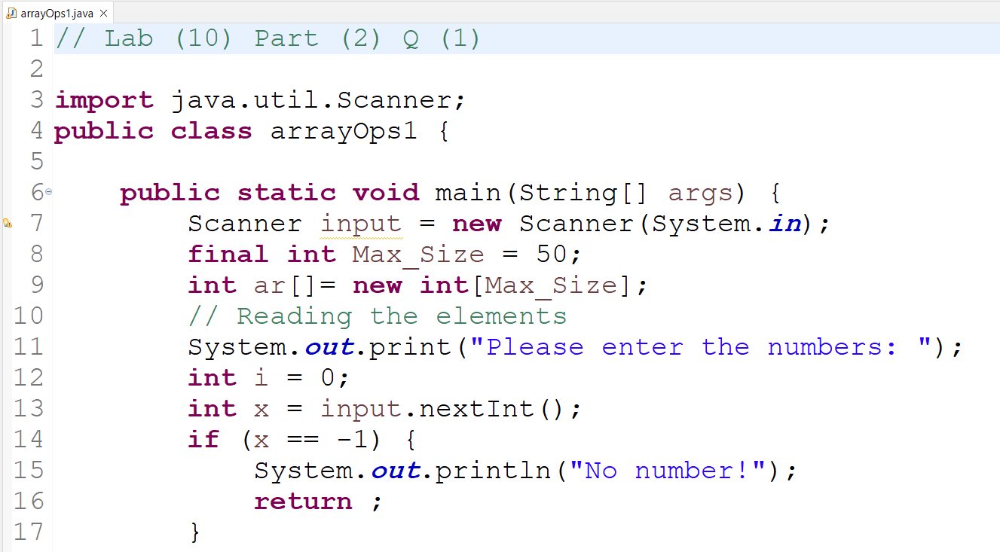 arrayOps1.java
1 // Lab (10) Part (2) Q (1)
2
3 import java.util.Scanner;
4 public class arrayOps1 {
5
6 public static void main(String[] args) {
7 Scanner input = new Scanner(System.in);
8 final int Max_Size = 50;
9 int ar[]= new int[Max_Size];
10 // Reading the elements
11 System.out.print("Please enter the numbers: ");
12 int i = 0;
13 int x = input.nextInt();
14 if (x == -1) {
15 System.out.println("No number!");
16 return ;
17 }